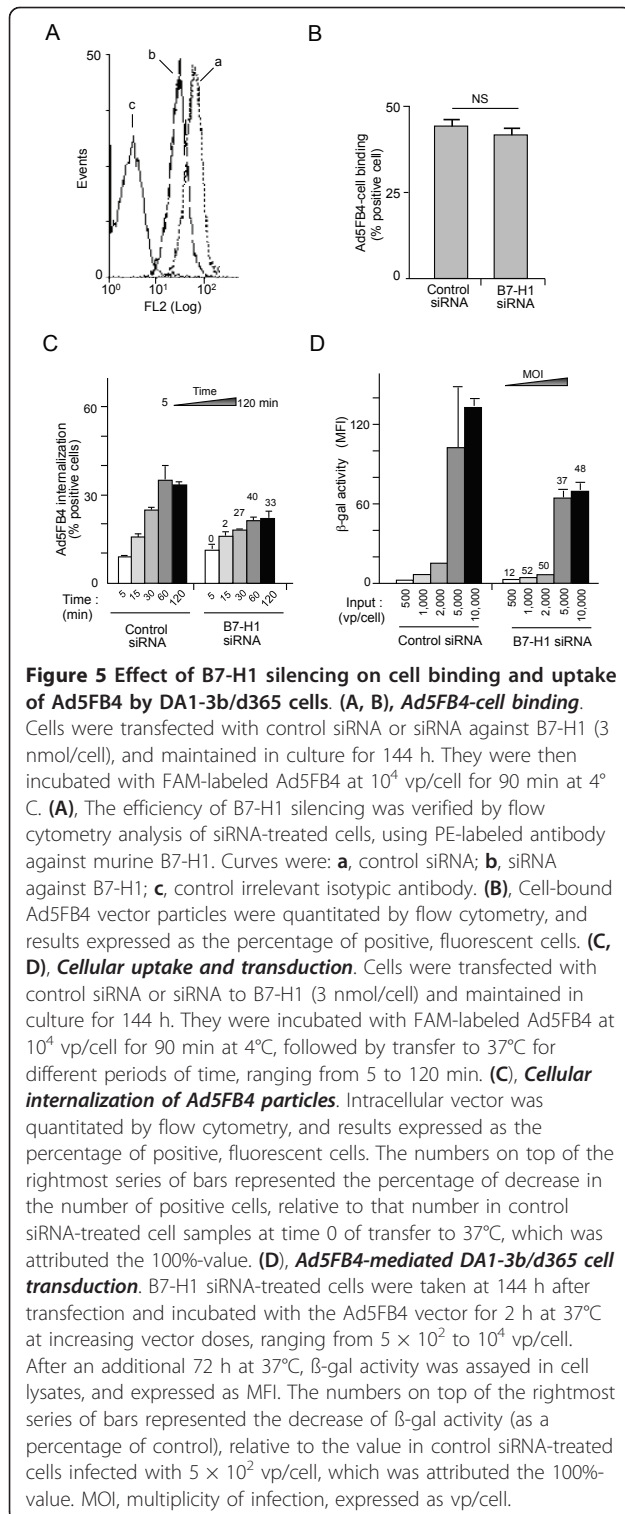 A
50
Events
0
10⁰ 10¹ 10²
FL2 (Log)
a
b
c
B
NS
50
25
0
Ad5FB4-cell binding
(% positive cell)
Control
siRNA
B7-H1
siRNA
C
Time
5
120 min
60
30
0
Ad5FB4 internalization
(% positive cells)
0
2
27
40
33
Time :
(min)
5 15 30 60 120
5 15 30 60 120
Control
siRNA
B7-H1
siRNA
D
MOI
120
60
0
β-gal activity (MFI)
12
52
50
37
48
Input :
(vp/cell)
500 1,000 2,000 5,000 10,000
500 1,000 2,000 5,000 10,000
Control siRNA
B7-H1 siRNA
Figure 5 Effect of B7-H1 silencing on cell binding and uptake
of Ad5FB4 by DA1-3b/d365 cells. (A, B), Ad5FB4-cell binding.
Cells were transfected with control siRNA or siRNA against B7-H1 (3
nmol/cell), and maintained in culture for 144 h. They were then
incubated with FAM-labeled Ad5FB4 at 10⁴ vp/cell for 90 min at 4°
C. (A), The efficiency of B7-H1 silencing was verified by flow
cytometry analysis of siRNA-treated cells, using PE-labeled antibody
against murine B7-H1. Curves were: a, control siRNA; b, siRNA
against B7-H1; c, control irrelevant isotypic antibody. (B), Cell-bound
Ad5FB4 vector particles were quantitated by flow cytometry, and
results expressed as the percentage of positive, fluorescent cells. (C,
D), Cellular uptake and transduction. Cells were transfected with
control siRNA or siRNA to B7-H1 (3 nmol/cell) and maintained in
culture for 144 h. They were incubated with FAM-labeled Ad5FB4 at
10⁴ vp/cell for 90 min at 4°C, followed by transfer to 37°C for
different periods of time, ranging from 5 to 120 min. (C), Cellular
internalization of Ad5FB4 particles. Intracellular vector was
quantitated by flow cytometry, and results expressed as the
percentage of positive, fluorescent cells. The numbers on top of the
rightmost series of bars represented the percentage of decrease in
the number of positive cells, relative to that number in control
siRNA-treated cell samples at time 0 of transfer to 37°C, which was
attributed the 100%-value. (D), Ad5FB4-mediated DA1-3b/d365 cell
transduction. B7-H1 siRNA-treated cells were taken at 144 h after
transfection and incubated with the Ad5FB4 vector for 2 h at 37°C
at increasing vector doses, ranging from 5 × 10² to 10⁴ vp/cell.
After an additional 72 h at 37°C, ß-gal activity was assayed in cell
lysates, and expressed as MFI. The numbers on top of the rightmost
series of bars represented the decrease of ß-gal activity (as a
percentage of control), relative to the value in control siRNA-treated
cells infected with 5 × 10² vp/cell, which was attributed the 100%-
value. MOI, multiplicity of infection, expressed as vp/cell.